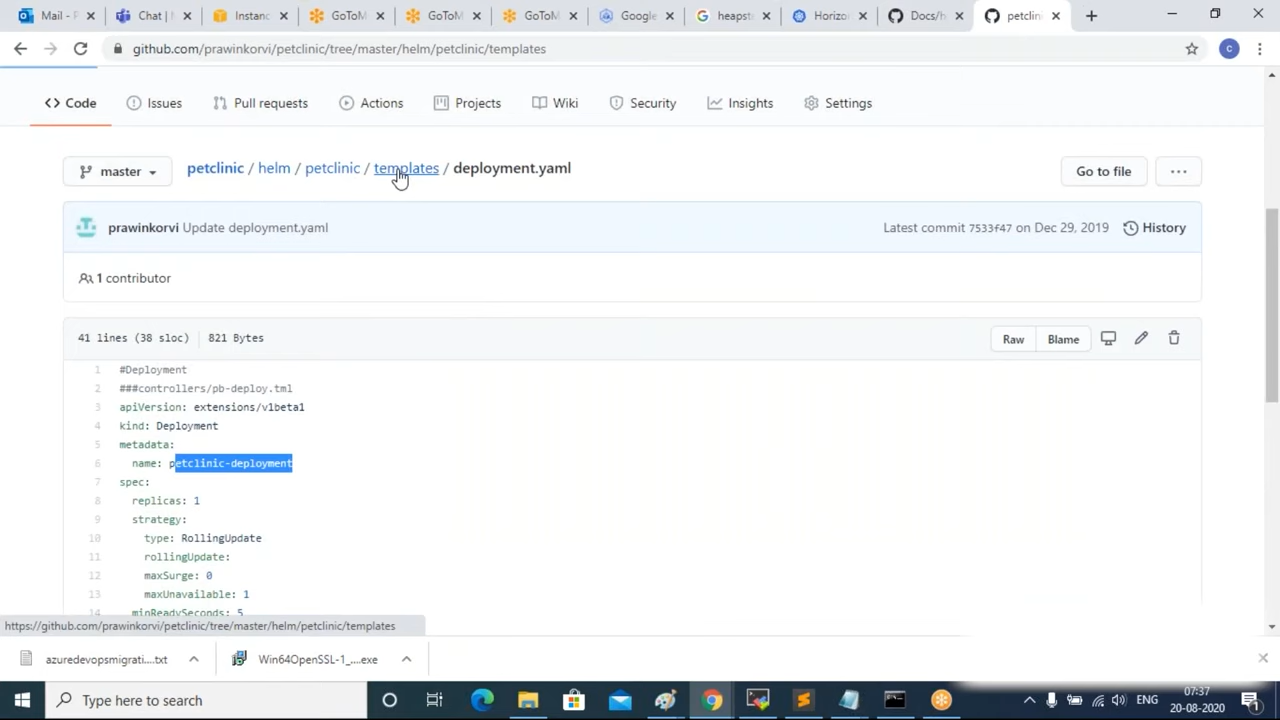 Mail - P
Chat | M
Instanc
GoToM
GoToM
GoToM
Google
heapste
Horizon
Docs/h
petclini
github.com/prawinkorvi/petclinic/tree/master/helm/petclinic/templates
C
Code
Issues
Pull requests
Actions
Projects
Wiki
Security
Insights
Settings
master
petclinic / helm / petclinic / templates / deployment.yaml
Go to file
...
prawinkorvi Update deployment.yaml
Latest commit 7533f47 on Dec 29, 2019
History
1 contributor
41 lines (38 sloc) 821 Bytes
Raw
Blame
1 #Deployment
2 ###controllers/pb-deploy.tml
3 apiVersion: extensions/v1beta1
4 kind: Deployment
5 metadata:
6 name: petclinic-deployment
7 spec:
8 replicas: 1
9 strategy:
10 type: RollingUpdate
11 rollingUpdate:
12 maxSurge: 0
13 maxUnavailable: 1
14 minReadySeconds: 5
https://github.com/prawinkorvi/petclinic/tree/master/helm/petclinic/templates
azuredevopsmigrati....txt
Win64OpenSSL-1_....exe
Type here to search
ENG
07:37
20-08-2020
1